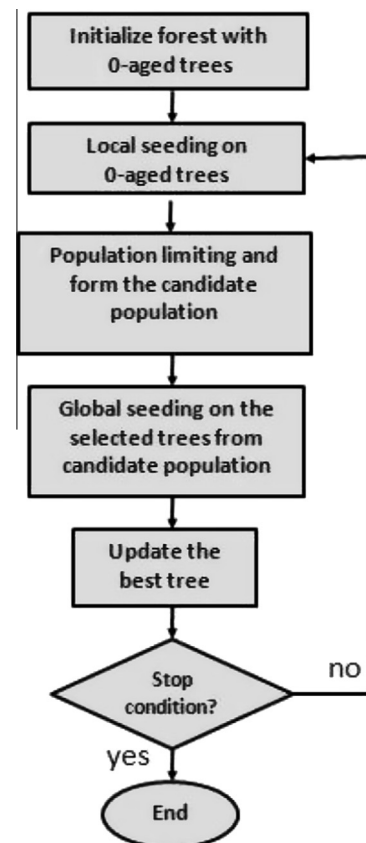 Initialize forest with
0-aged trees
Local seeding on
0-aged trees
Population limiting and
form the candidate
population
Global seeding on the
selected trees from
candidate population
Update the
best tree
Stop
condition?
no
yes
End